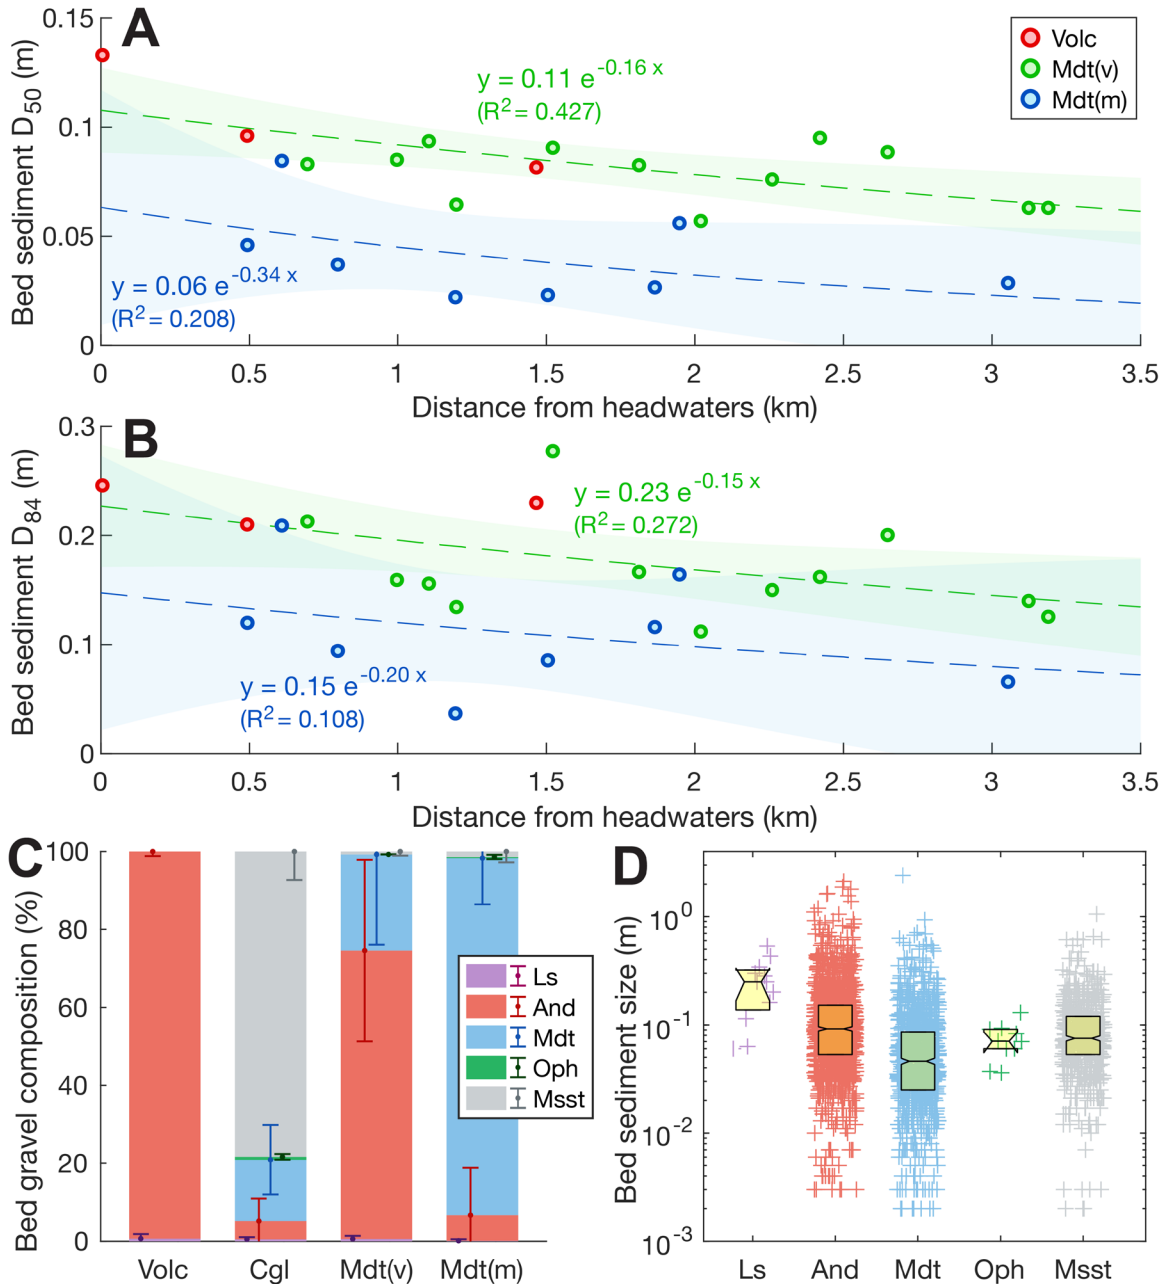 A
Bed sediment D50 (m)
0.15
0.1
0.05
0
y = 0.11 e-0.16 x
(R2 = 0.427)
Volc
Mdt(v)
Mdt(m)
y = 0.06 e-0.34 x
(R2 = 0.208)
0 0.5 1 1.5 2 2.5 3 3.5
Distance from headwaters (km)
B
Bed sediment D84 (m)
0.3
0.2
0.1
0
y = 0.23 e-0.15 x
(R2 = 0.272)
y = 0.15 e-0.20 x
(R2 = 0.108)
0 0.5 1 1.5 2 2.5 3 3.5
Distance from headwaters (km)
C
Bed gravel composition (%)
100
80
60
40
20
0
Ls
And
Mdt
Oph
Msst
Volc Cgl Mdt(v) Mdt(m)
D
Bed sediment size (m)
10^0
10^-1
10^-2
10^-3
Ls And Mdt Oph Msst